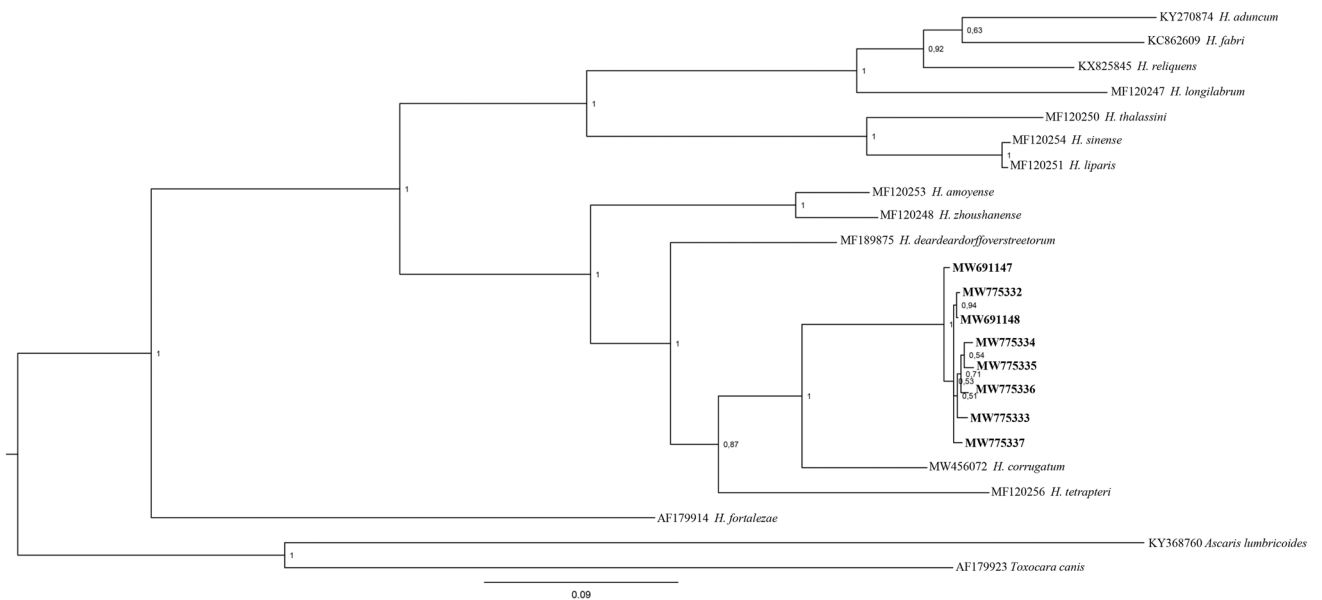 KY270874 H. aduncum
0,63
KC862609 H. fabri
0,92
KX825845 H. reliquens
1
MF120247 H. longilabrum
1
MF120250 H. thalassini
1
MF120254 H. sinense
1
MF120251 H. liparis
1
MF120253 H. amoyense
1
MF120248 H. zhoushanense
MF189875 H. deardeardorffoverstreetorum
1
MW691147
MW775332
0,94
MW691148
1
MW775334
0,54
MW775335
0,71
0,53
MW775336
0,51
1
1
MW775333
MW775337
0,87
MW456072 H. corrugatum
MF120256 H. tetrapteri
1
AF179914 H. fortalezae
KY368760 Ascaris lumbricoides
1
AF179923 Toxocara canis
0.09